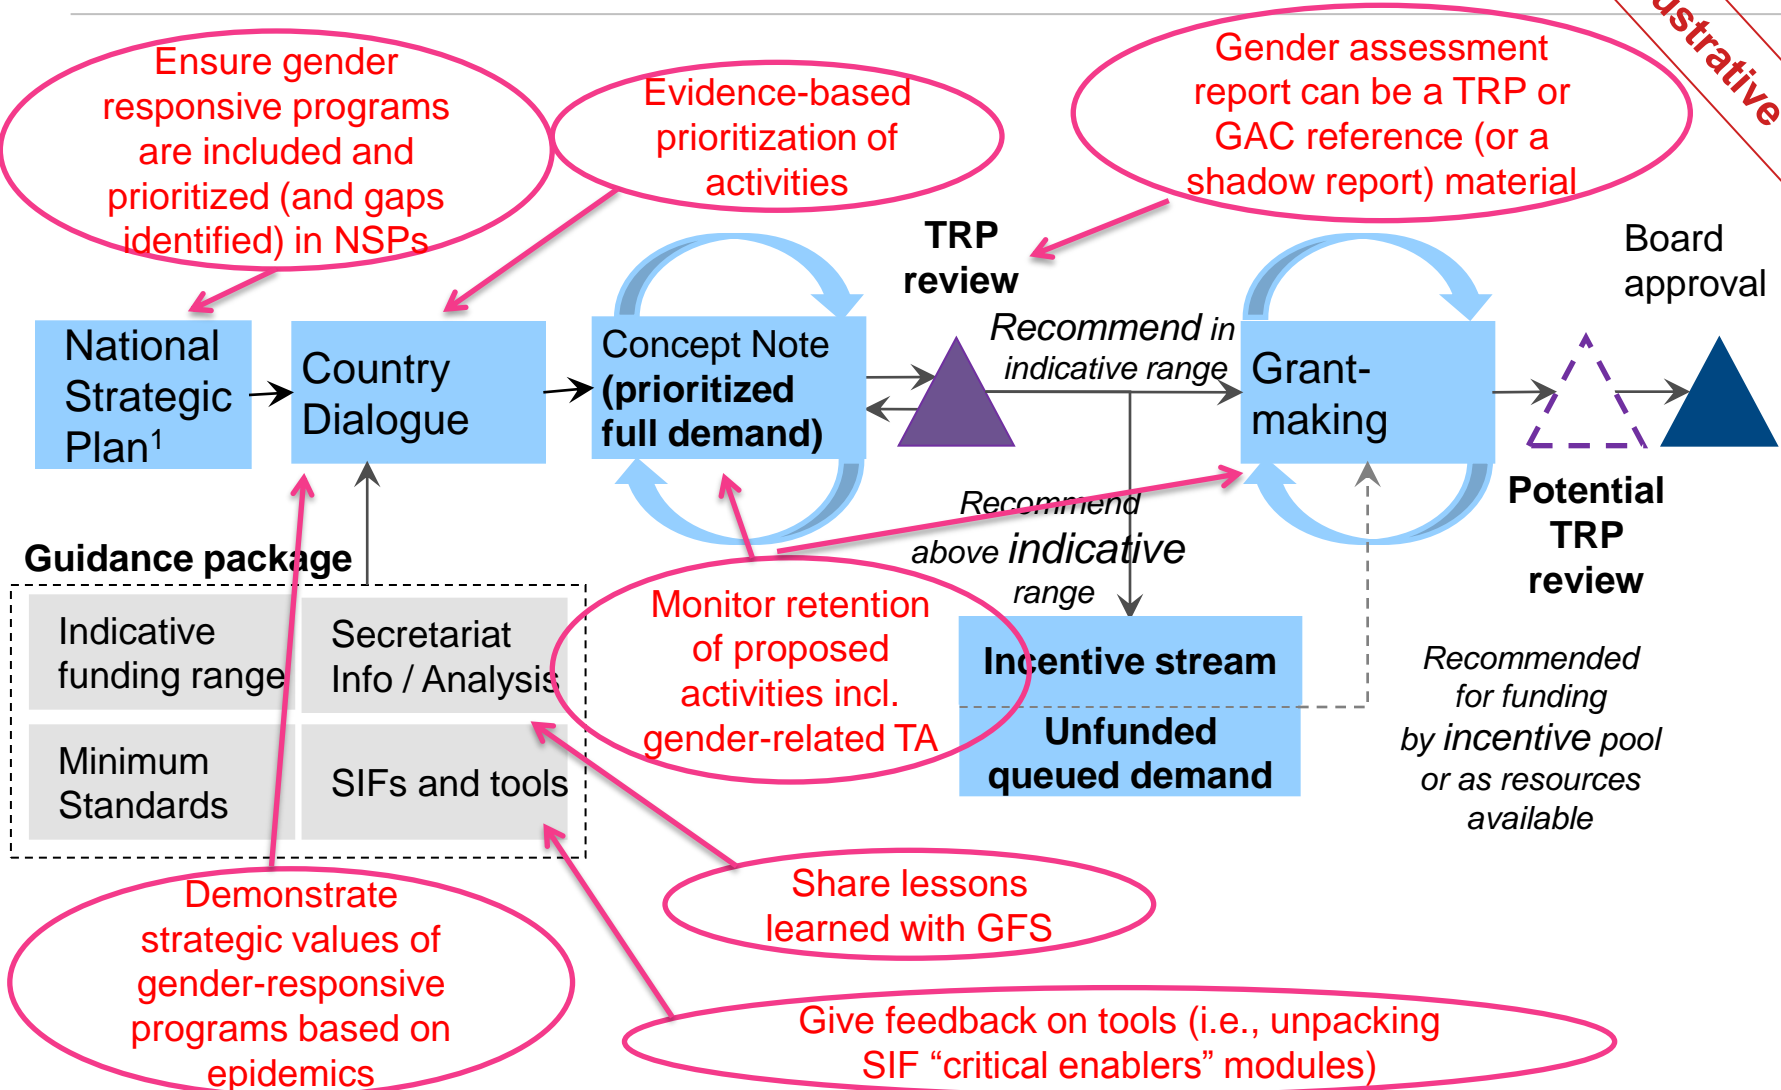 Ensure gender
responsive programs
are included and
prioritized (and gaps
identified) in NSPs
Evidence-based
prioritization of
activities
Gender assessment
report can be a TRP or
GAC reference (or a
shadow report) material
ustrative
TRP
review
Board
approval
National
Strategic
Plan¹
Country
Dialogue
Concept Note
(prioritized
full demand)
Recommend in
indicative range
Grant-
making
Recommend
above indicative
range
Potential
TRP
review
Guidance package
Indicative
funding range
Secretariat
Info / Analysis
Minimum
Standards
SIFs and tools
Monitor retention
of proposed
activities incl.
gender-related TA
Incentive stream
Unfunded
queued demand
Recommended
for funding
by incentive pool
or as resources
available
Demonstrate
strategic values of
gender-responsive
programs based on
epidemics
Share lessons
learned with GFS
Give feedback on tools (i.e., unpacking
SIF “critical enablers” modules)